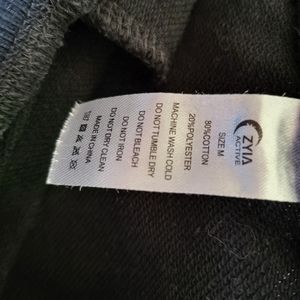 ZYIA
ACTIVE
SIZE M
80%COTTON
20%POLYESTER
MACHINE WASH COLD
DO NOT TUMBLE DRY
DO NOT BLEACH
DO NOT IRON
DO NOT DRY CLEAN
MADE IN CHINA